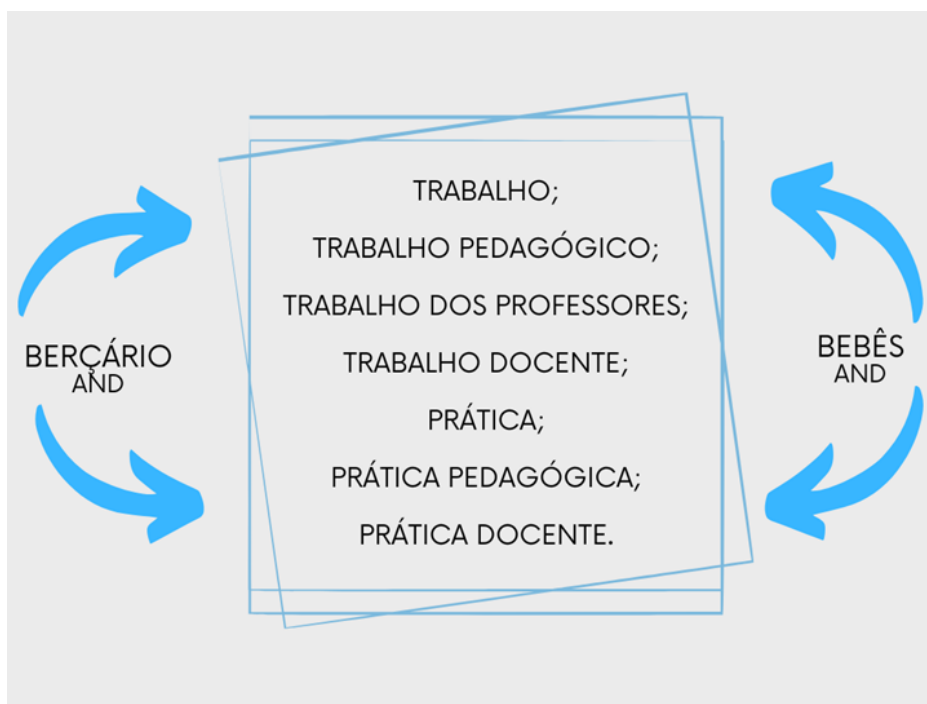 TRABALHO;
TRABALHO PEDAGÓGICO;
TRABALHO DOS PROFESSORES;
TRABALHO DOCENTE;
PRÁTICA;
PRÁTICA PEDAGÓGICA;
PRÁTICA DOCENTE.
BERÇÁRIO
AND
BEBÊS
AND